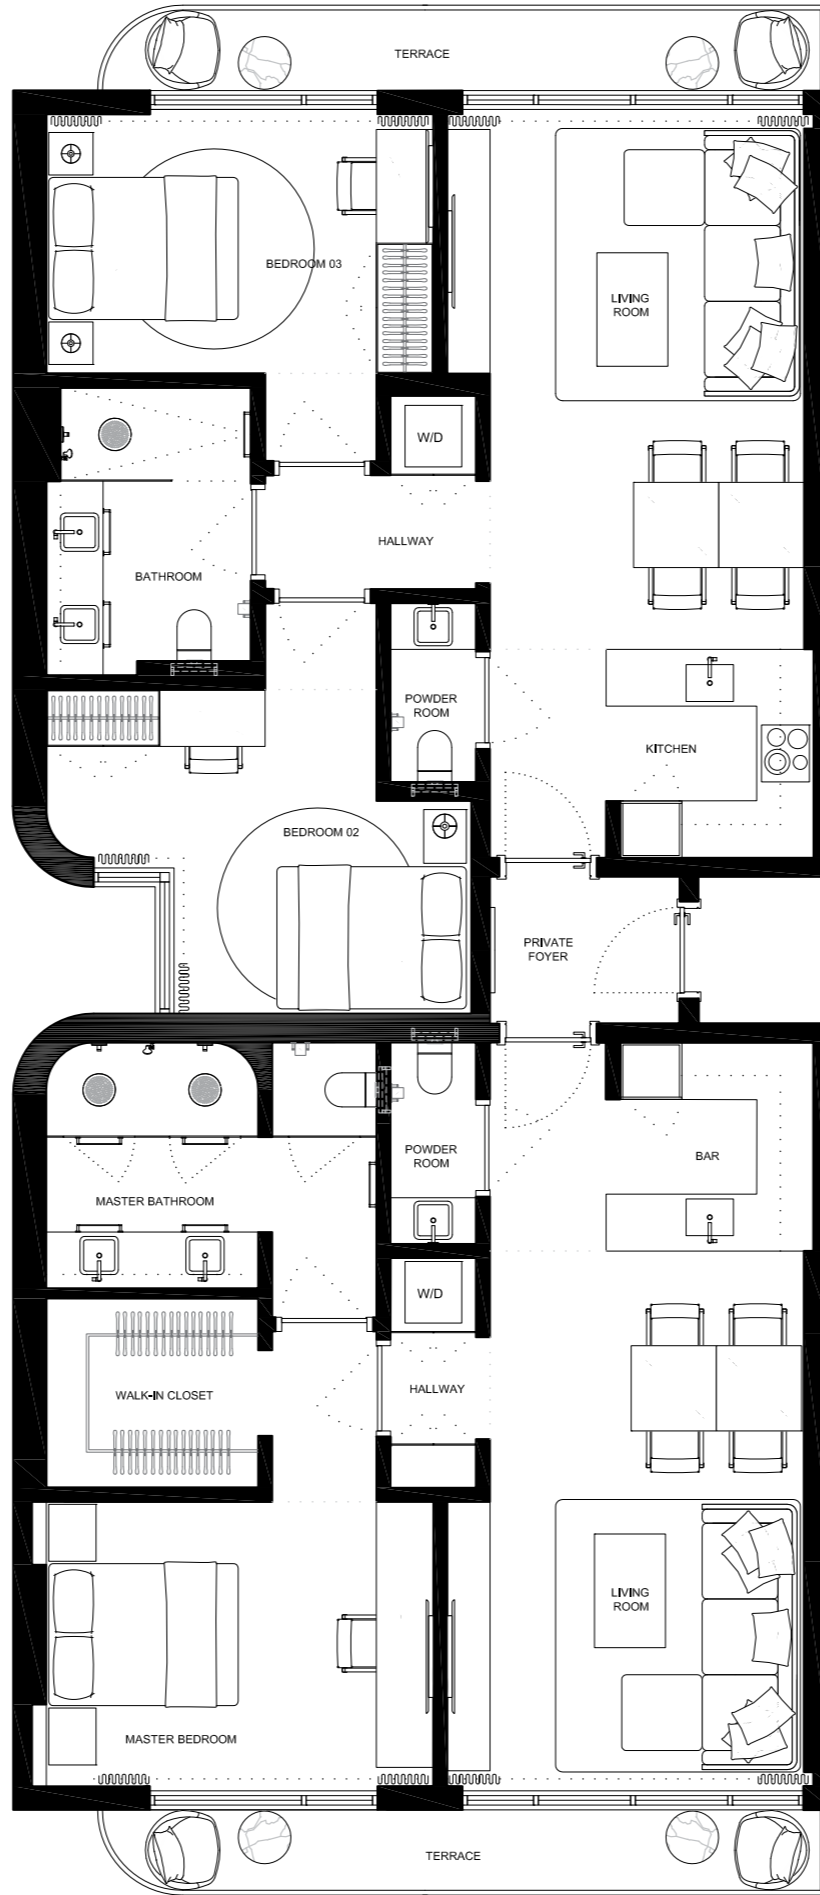 TERRACE
BEDROOM 03
LIVING
ROOM
W/D
HALLWAY
BATHROOM
POWDER
ROOM
KITCHEN
BEDROOM 02
PRIVATE
FOYER
POWDER
ROOM
BAR
MASTER BATHROOM
W/D
WALK-IN CLOSET
HALLWAY
LIVING
ROOM
MASTER BEDROOM
TERRACE